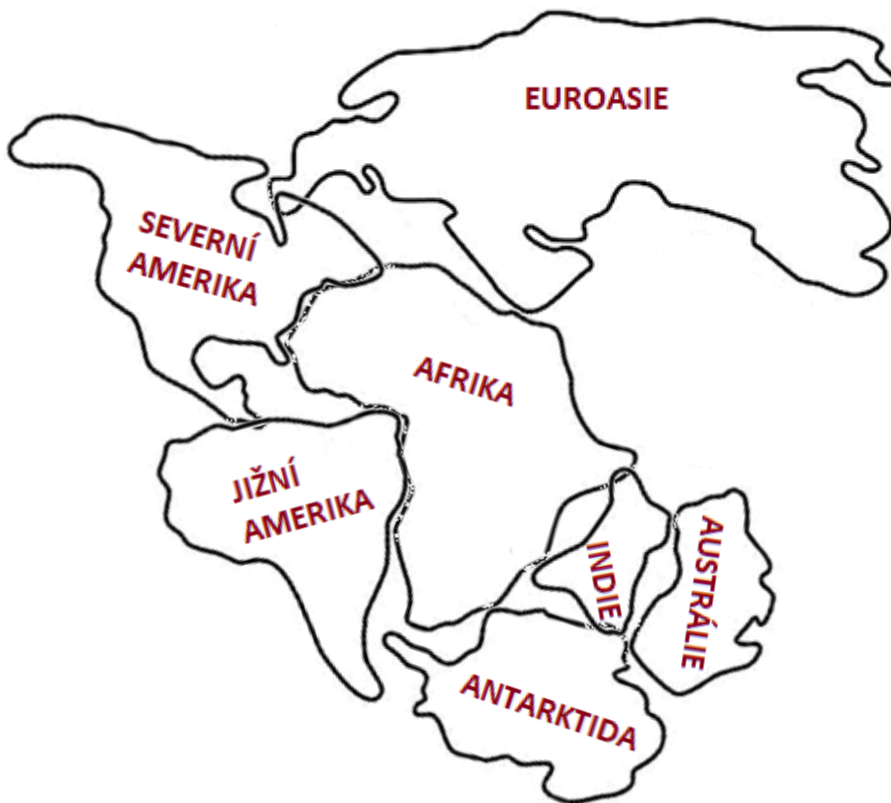 EUROASIE
SEVERNÍ
AMERIKA
AFRIKA
JIŽNÍ
AMERIKA
INDIE
AUSTRÁLIE
ANTARKTIDA